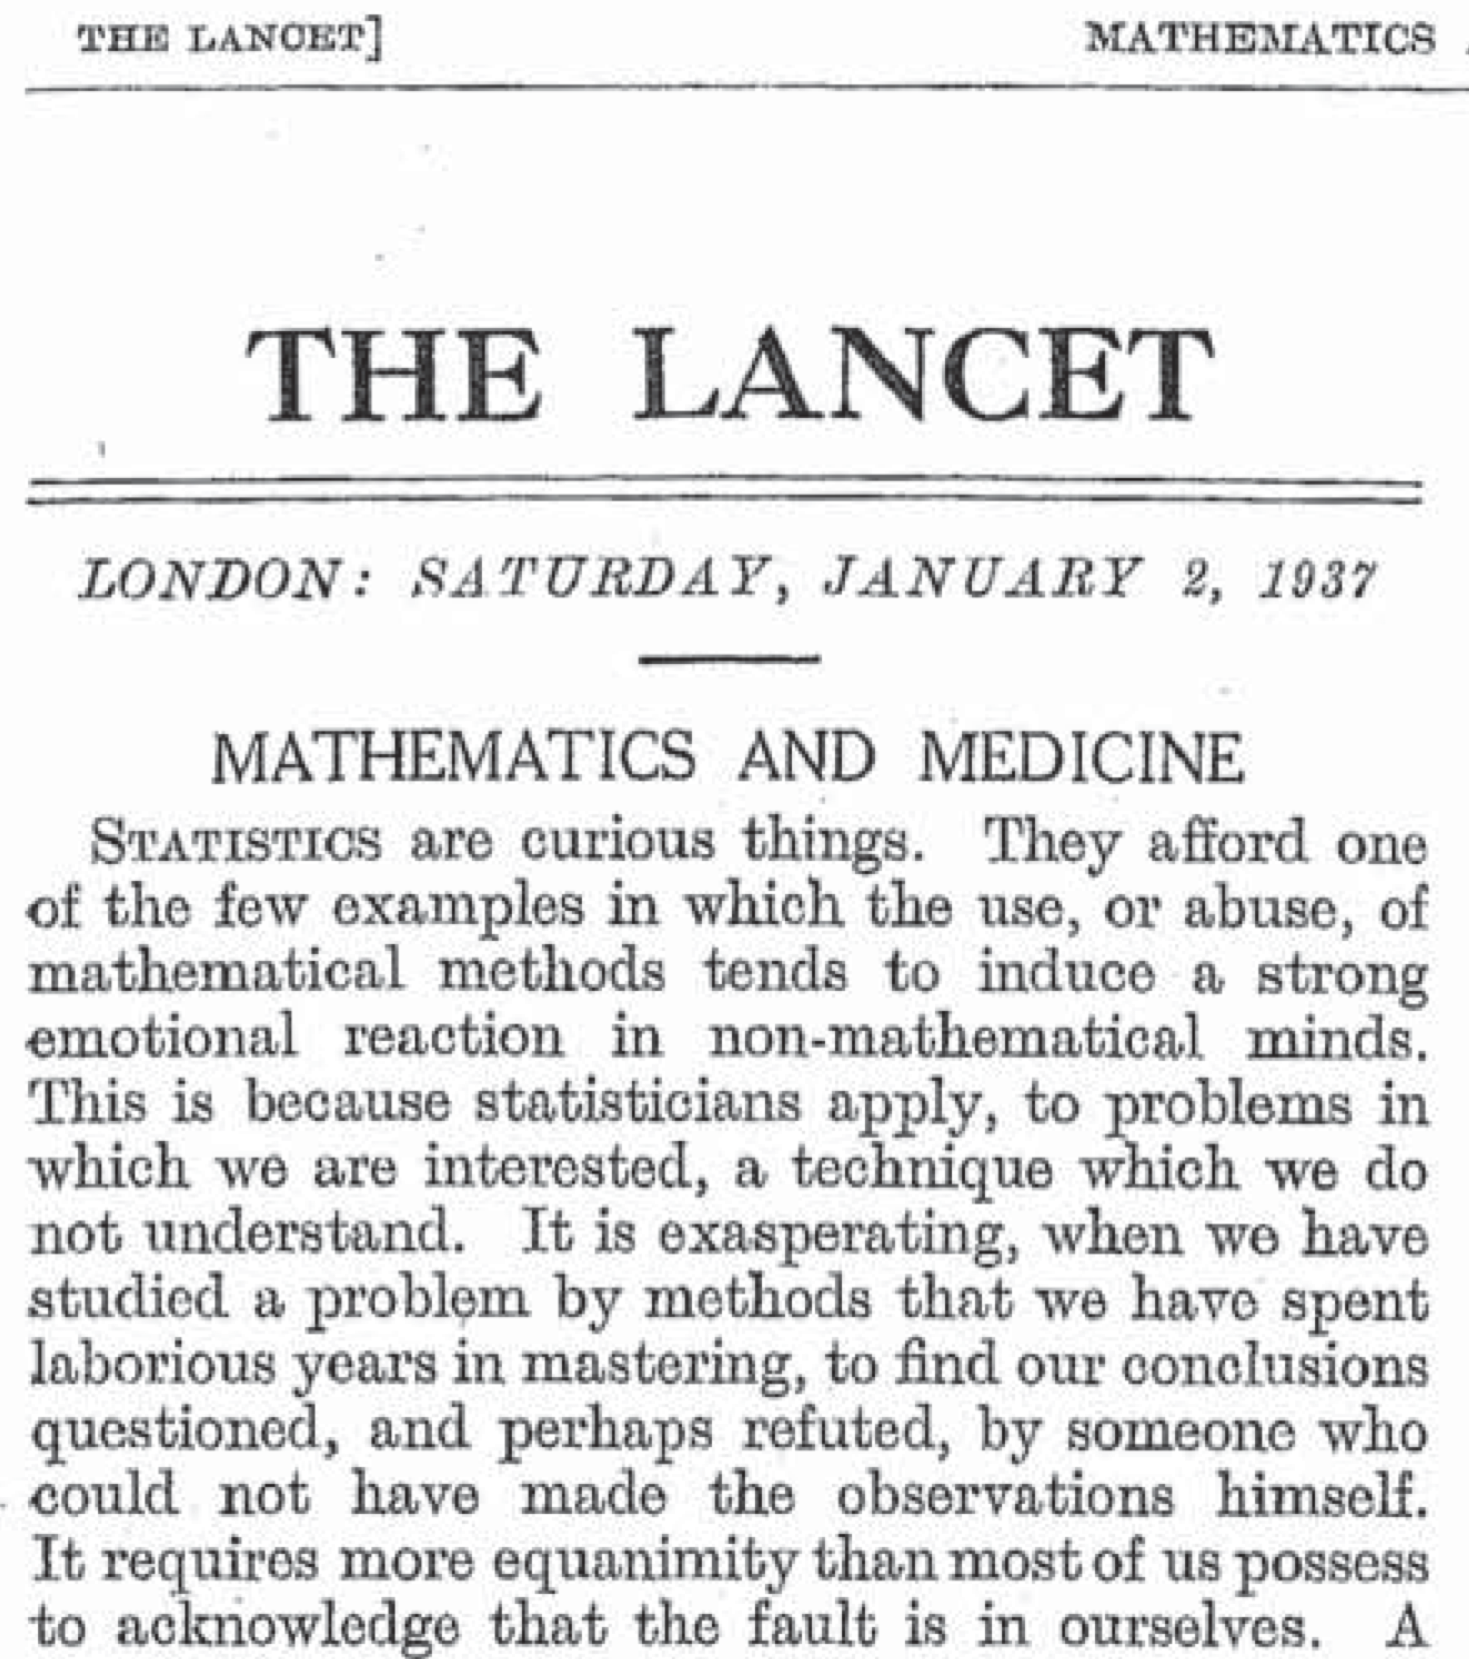 THE LANCET]
MATHEMATICS
THE LANCET
LONDON: SATURDAY, JANUARY 2, 1937
MATHEMATICS AND MEDICINE
STATISTICS are curious things. They afford one
of the few examples in which the use, or abuse, of
mathematical methods tends to induce a strong
emotional reaction in non-mathematical minds.
This is because statisticians apply, to problems in
which we are interested, a technique which we do
not understand. It is exasperating, when we have
studied a problem by methods that we have spent
laborious years in mastering, to find our conclusions
questioned, and perhaps refuted, by someone who
could not have made the observations himself.
It requires more equanimity than most of us possess
to acknowledge that the fault is in ourselves. A